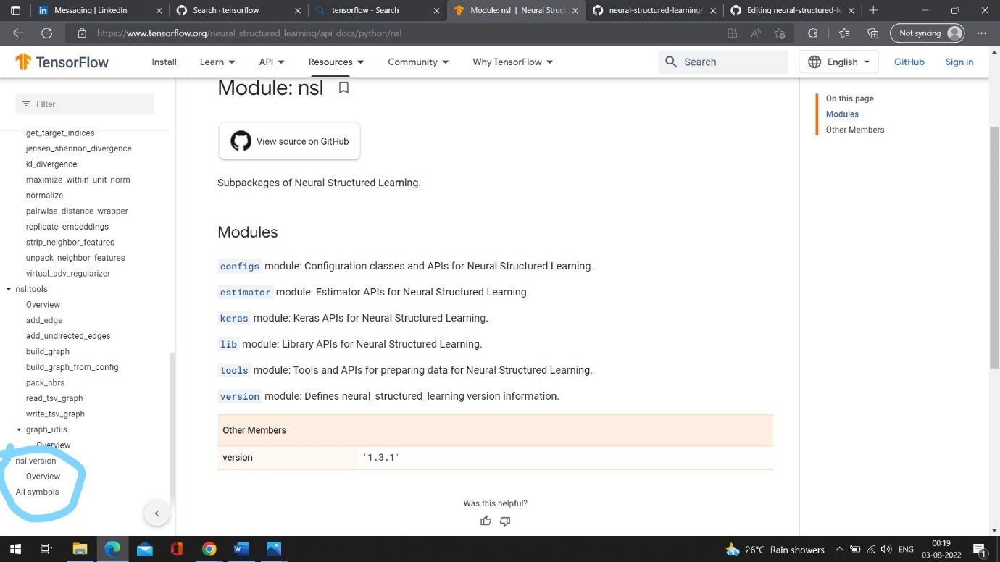 Messaging | LinkedIn
Search · tensorflow
tensorflow - Search
Module: nsl | Neural Struct
neural-structured-learning/
Editing neural-structured-le
https://www.tensorflow.org/neural_structured_learning/api_docs/python/nsl
Not syncing
TensorFlow
Install
Learn
API
Resources
Community
Why TensorFlow
Search
English
GitHub
Sign in
Filter
get_target_indices
jensen_shannon_divergence
kl_divergence
maximize_within_unit_norm
normalize
pairwise_distance_wrapper
replicate_embeddings
strip_neighbor_features
unpack_neighbor_features
virtual_adv_regularizer
nsl.tools
Overview
add_edge
add_undirected_edges
build_graph
build_graph_from_config
pack_nbrs
read_tsv_graph
write_tsv_graph
graph_utils
Overview
nsl.version
Overview
All symbols
Module: nsl
View source on GitHub
Subpackages of Neural Structured Learning.
Modules
configs module: Configuration classes and APIs for Neural Structured Learning.
estimator module: Estimator APIs for Neural Structured Learning.
keras module: Keras APIs for Neural Structured Learning.
lib module: Library APIs for Neural Structured Learning.
tools module: Tools and APIs for preparing data for Neural Structured Learning.
version module: Defines neural_structured_learning version information.
Other Members
version '1.3.1'
Was this helpful?
On this page
Modules
Other Members
26°C Rain showers
ENG
00:19
03-08-2022
1